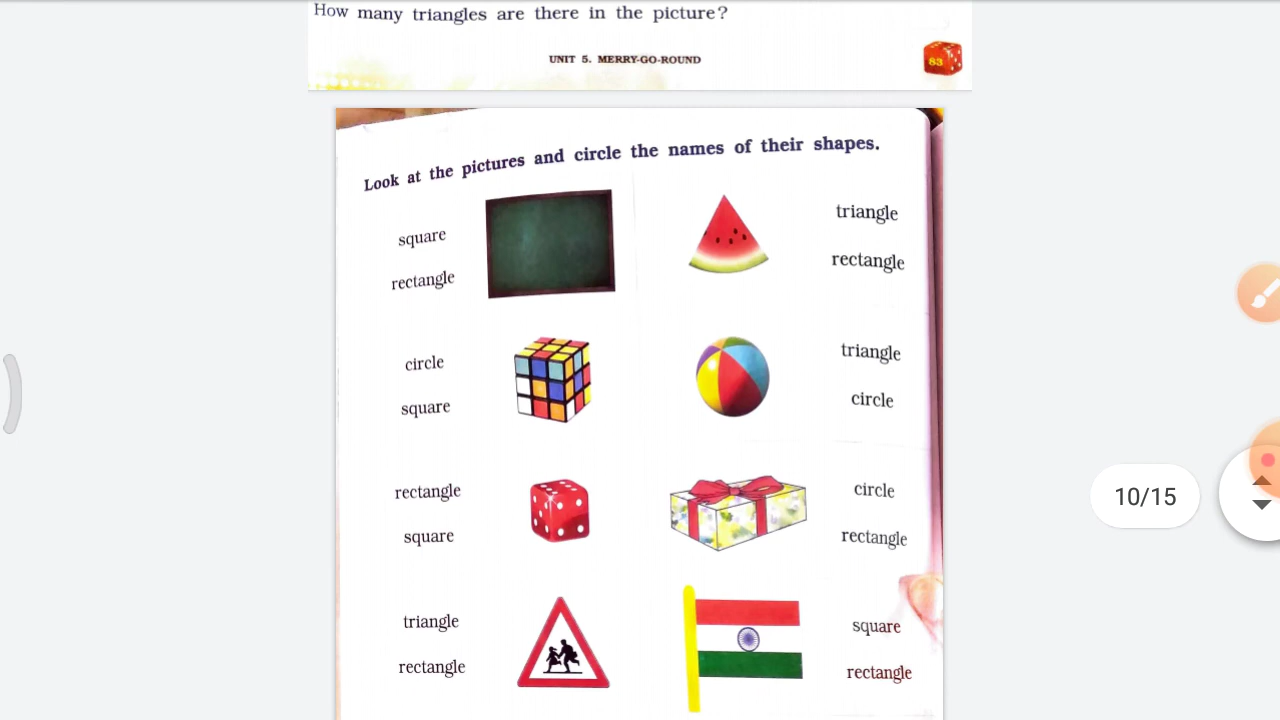 How many triangles are there in the picture?
UNIT 5. MERRY-GO-ROUND
83
Look at the pictures and circle the names of their shapes.
square
rectangle
triangle
rectangle
circle
square
triangle
circle
rectangle
square
circle
rectangle
triangle
rectangle
square
rectangle
10/15